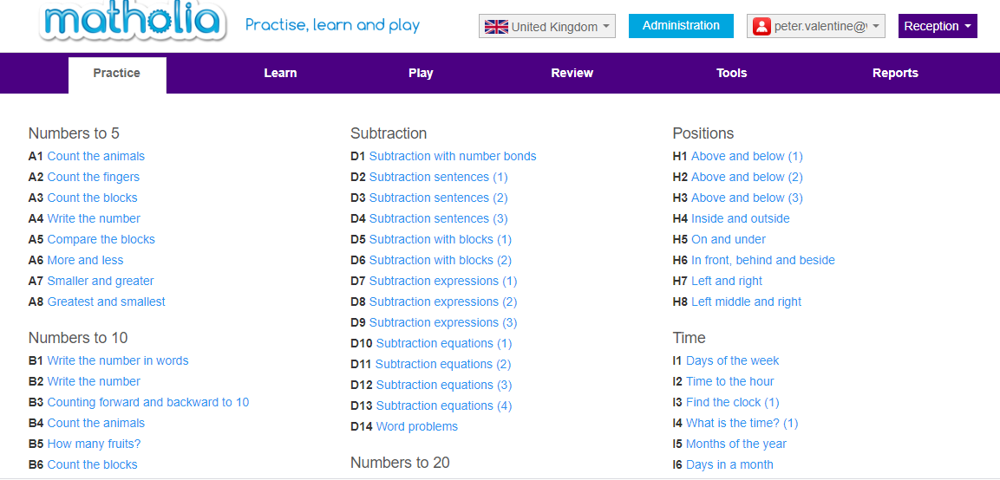 matholia
Practise, learn and play
United Kingdom
Administration
peter.valentine@
Reception
Practice
Learn
Play
Review
Tools
Reports
Numbers to 5
A1 Count the animals
A2 Count the fingers
A3 Count the blocks
A4 Write the number
A5 Compare the blocks
A6 More and less
A7 Smaller and greater
A8 Greatest and smallest
Numbers to 10
B1 Write the number in words
B2 Write the number
B3 Counting forward and backward to 10
B4 Count the animals
B5 How many fruits?
B6 Count the blocks
Subtraction
D1 Subtraction with number bonds
D2 Subtraction sentences (1)
D3 Subtraction sentences (2)
D4 Subtraction sentences (3)
D5 Subtraction with blocks (1)
D6 Subtraction with blocks (2)
D7 Subtraction expressions (1)
D8 Subtraction expressions (2)
D9 Subtraction expressions (3)
D10 Subtraction equations (1)
D11 Subtraction equations (2)
D12 Subtraction equations (3)
D13 Subtraction equations (4)
D14 Word problems
Numbers to 20
Positions
H1 Above and below (1)
H2 Above and below (2)
H3 Above and below (3)
H4 Inside and outside
H5 On and under
H6 In front, behind and beside
H7 Left and right
H8 Left middle and right
Time
I1 Days of the week
I2 Time to the hour
I3 Find the clock (1)
I4 What is the time? (1)
I5 Months of the year
I6 Days in a month